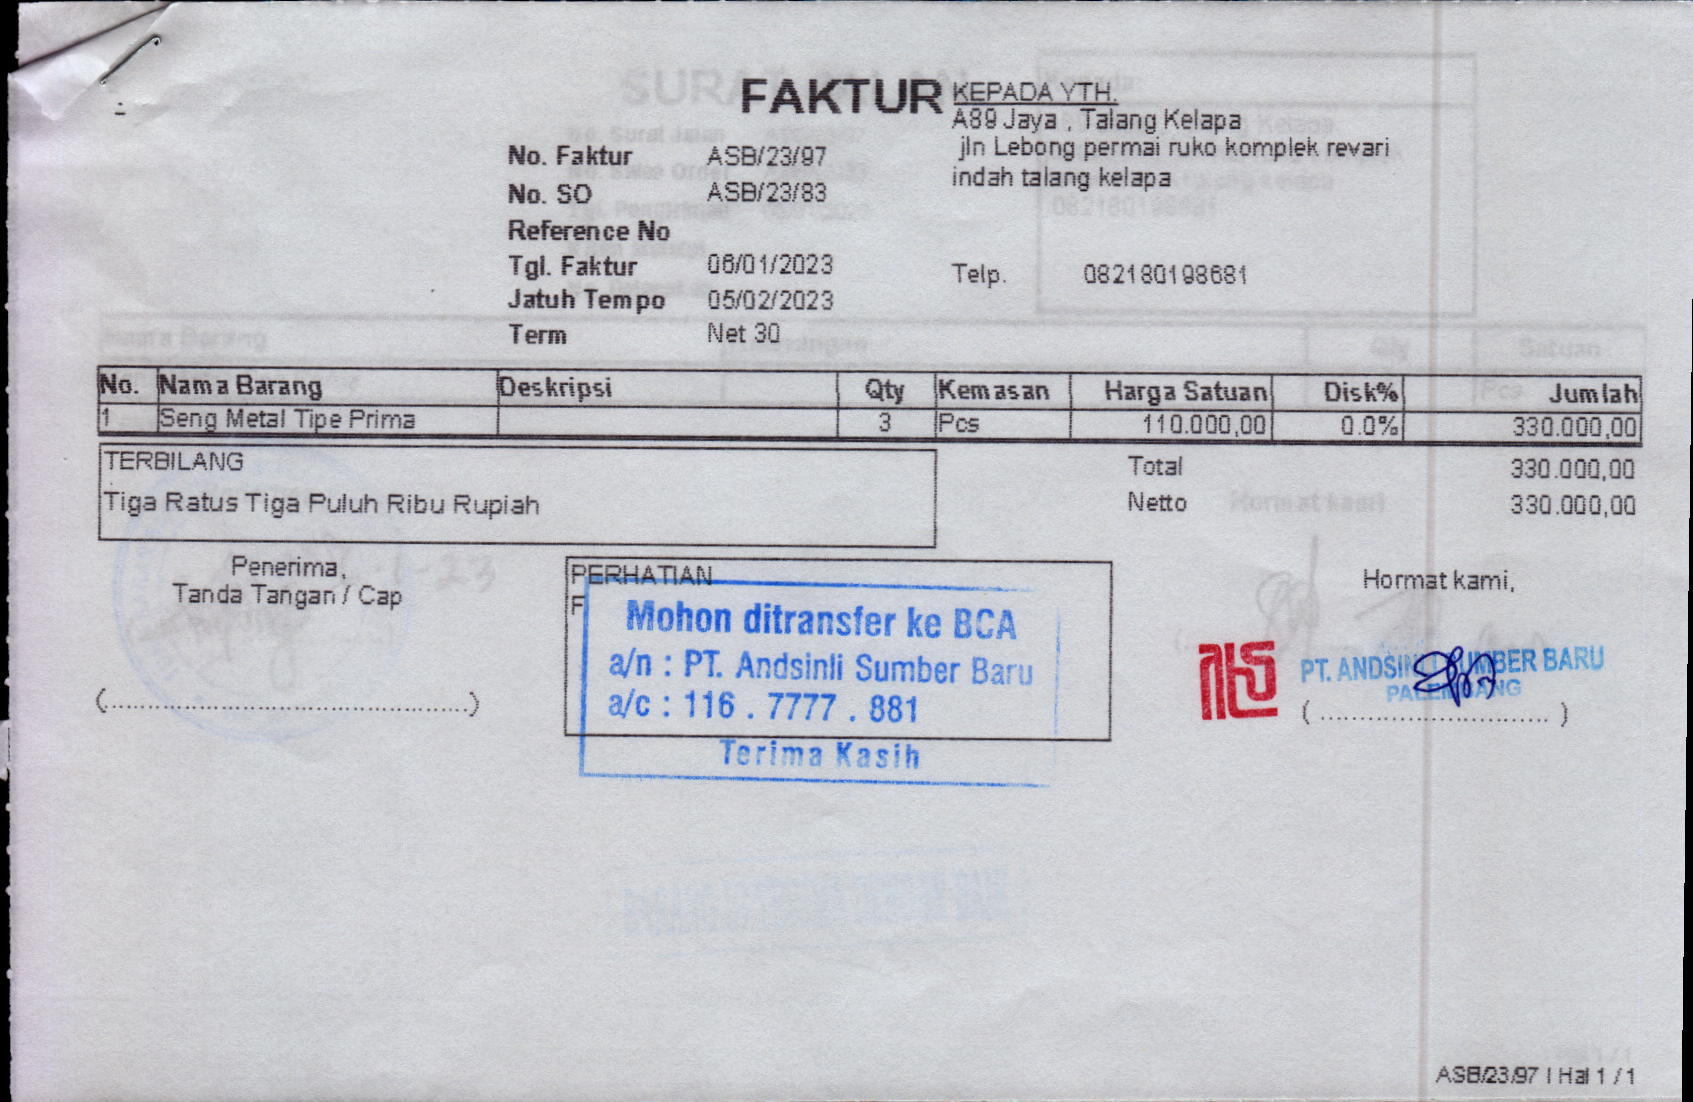 FAKTUR
KEPADA YTH.
A89 Jaya , Talang Kelapa
jln Lebong permai ruko komplek revari
indah talang kelapa
Telp. 082180198681
No. Faktur ASB/23/97
No. SO ASB/23/83
Reference No
Tgl. Faktur 06/01/2023
Jatuh Tempo 05/02/2023
Term Net 30
No. Nama Barang Deskripsi Qty Kemasan Harga Satuan Disk% Jumlah
1 Seng Metal Tipe Prima 3 Pcs 110.000,00 0.0% 330.000,00
TERBILANG
Tiga Ratus Tiga Puluh Ribu Rupiah
Total 330.000,00
Netto 330.000,00
Penerima,
Tanda Tangan / Cap
(..........................................................)
PERHATIAN
F
Mohon ditransfer ke BCA
a/n : PT. Andsinli Sumber Baru
a/c : 116 . 7777 . 881
Terima Kasih
Hormat kami,
PT. ANDSINLI SUMBER BARU
PALEMBANG
( .............................. )
ASB/23/97 | Hal 1 / 1